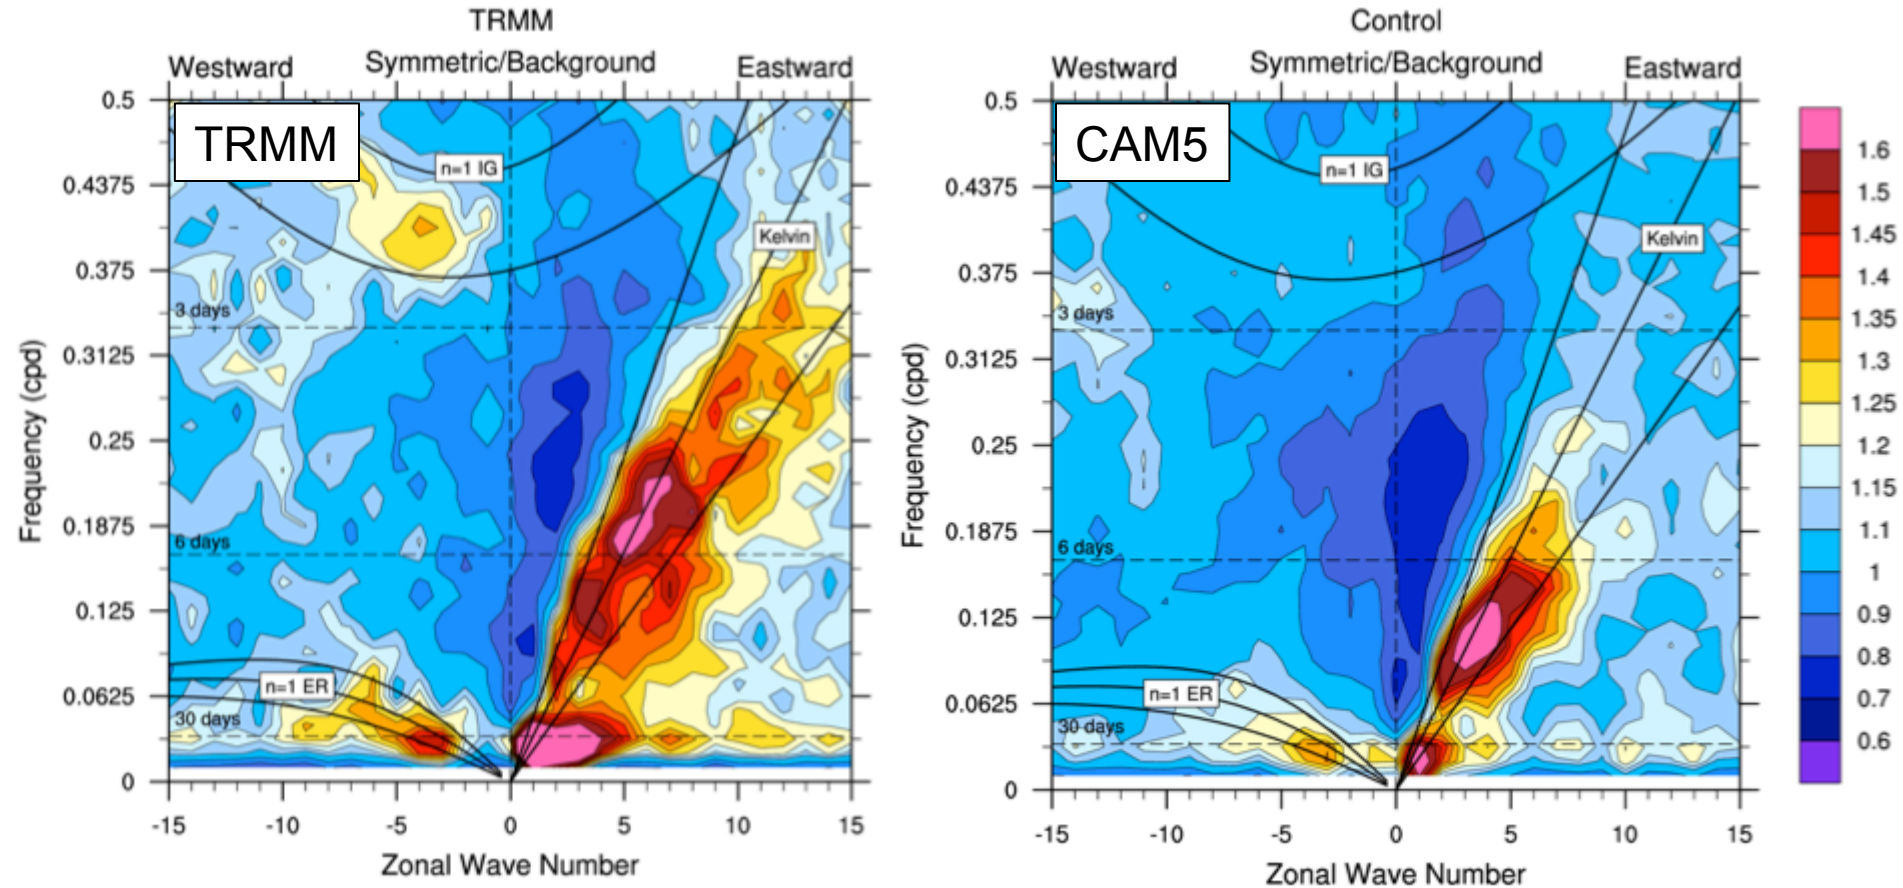 TRMM
Symmetric/Background
Westward
Eastward
TRMM
n=1 IG
Kelvin
3 days
6 days
n=1 ER
30 days
0.5
0.4375
0.375
0.3125
0.25
0.1875
0.125
0.0625
0
Frequency (cpd)
-15 -10 -5 0 5 10 15
Zonal Wave Number
Control
Symmetric/Background
Westward
Eastward
CAM5
n=1 IG
Kelvin
3 days
6 days
n=1 ER
30 days
0.5
0.4375
0.375
0.3125
0.25
0.1875
0.125
0.0625
0
Frequency (cpd)
-15 -10 -5 0 5 10 15
Zonal Wave Number
1.6
1.5
1.45
1.4
1.35
1.3
1.25
1.2
1.15
1.1
1
0.9
0.8
0.7
0.6